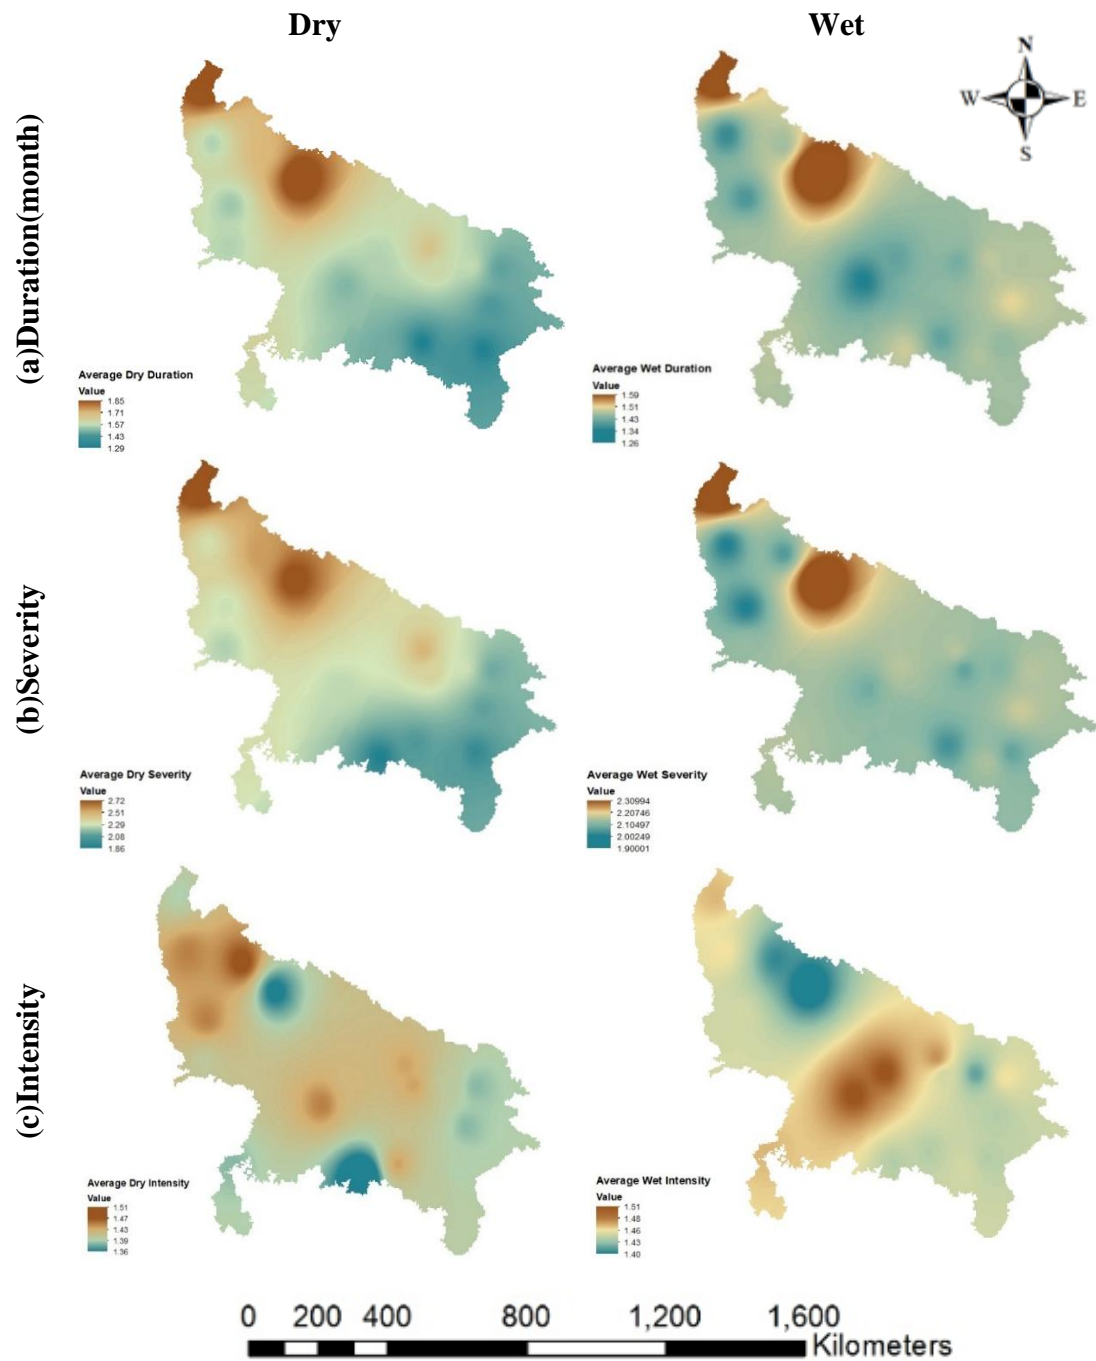 Dry
Wet
N
W E
S
(a)Duration(month)
Average Dry Duration
Value
1.85
1.71
1.57
1.43
1.29
Average Wet Duration
Value
1.59
1.51
1.43
1.34
1.26
(b)Severity
Average Dry Severity
Value
2.72
2.51
2.29
2.08
1.86
Average Wet Severity
Value
2.30994
2.20746
2.10497
2.00249
1.90001
(c)Intensity
Average Dry Intensity
Value
1.51
1.47
1.43
1.39
1.36
Average Wet Intensity
Value
1.51
1.48
1.46
1.43
1.40
0 200 400 800 1,200 1,600
Kilometers